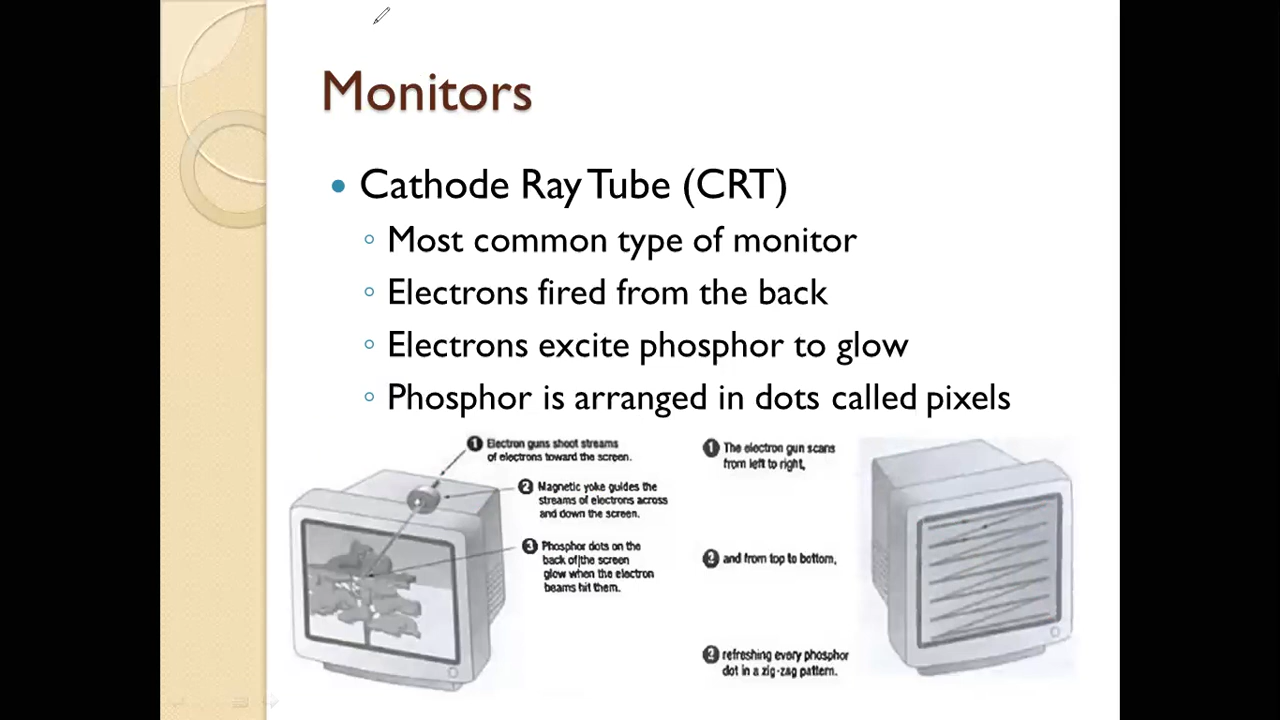 Monitors
• Cathode Ray Tube (CRT)
◦ Most common type of monitor
◦ Electrons fired from the back
◦ Electrons excite phosphor to glow
◦ Phosphor is arranged in dots called pixels
1 Electron guns shoot streams
of electrons toward the screen.
2 Magnetic yoke guides the
streams of electrons across
and down the screen.
3 Phosphor dots on the
back of the screen
glow when the electron
beams hit them.
1 The electron gun scans
from left to right,
2 and from top to bottom,
3 refreshing every phosphor
dot in a zig-zag pattern.